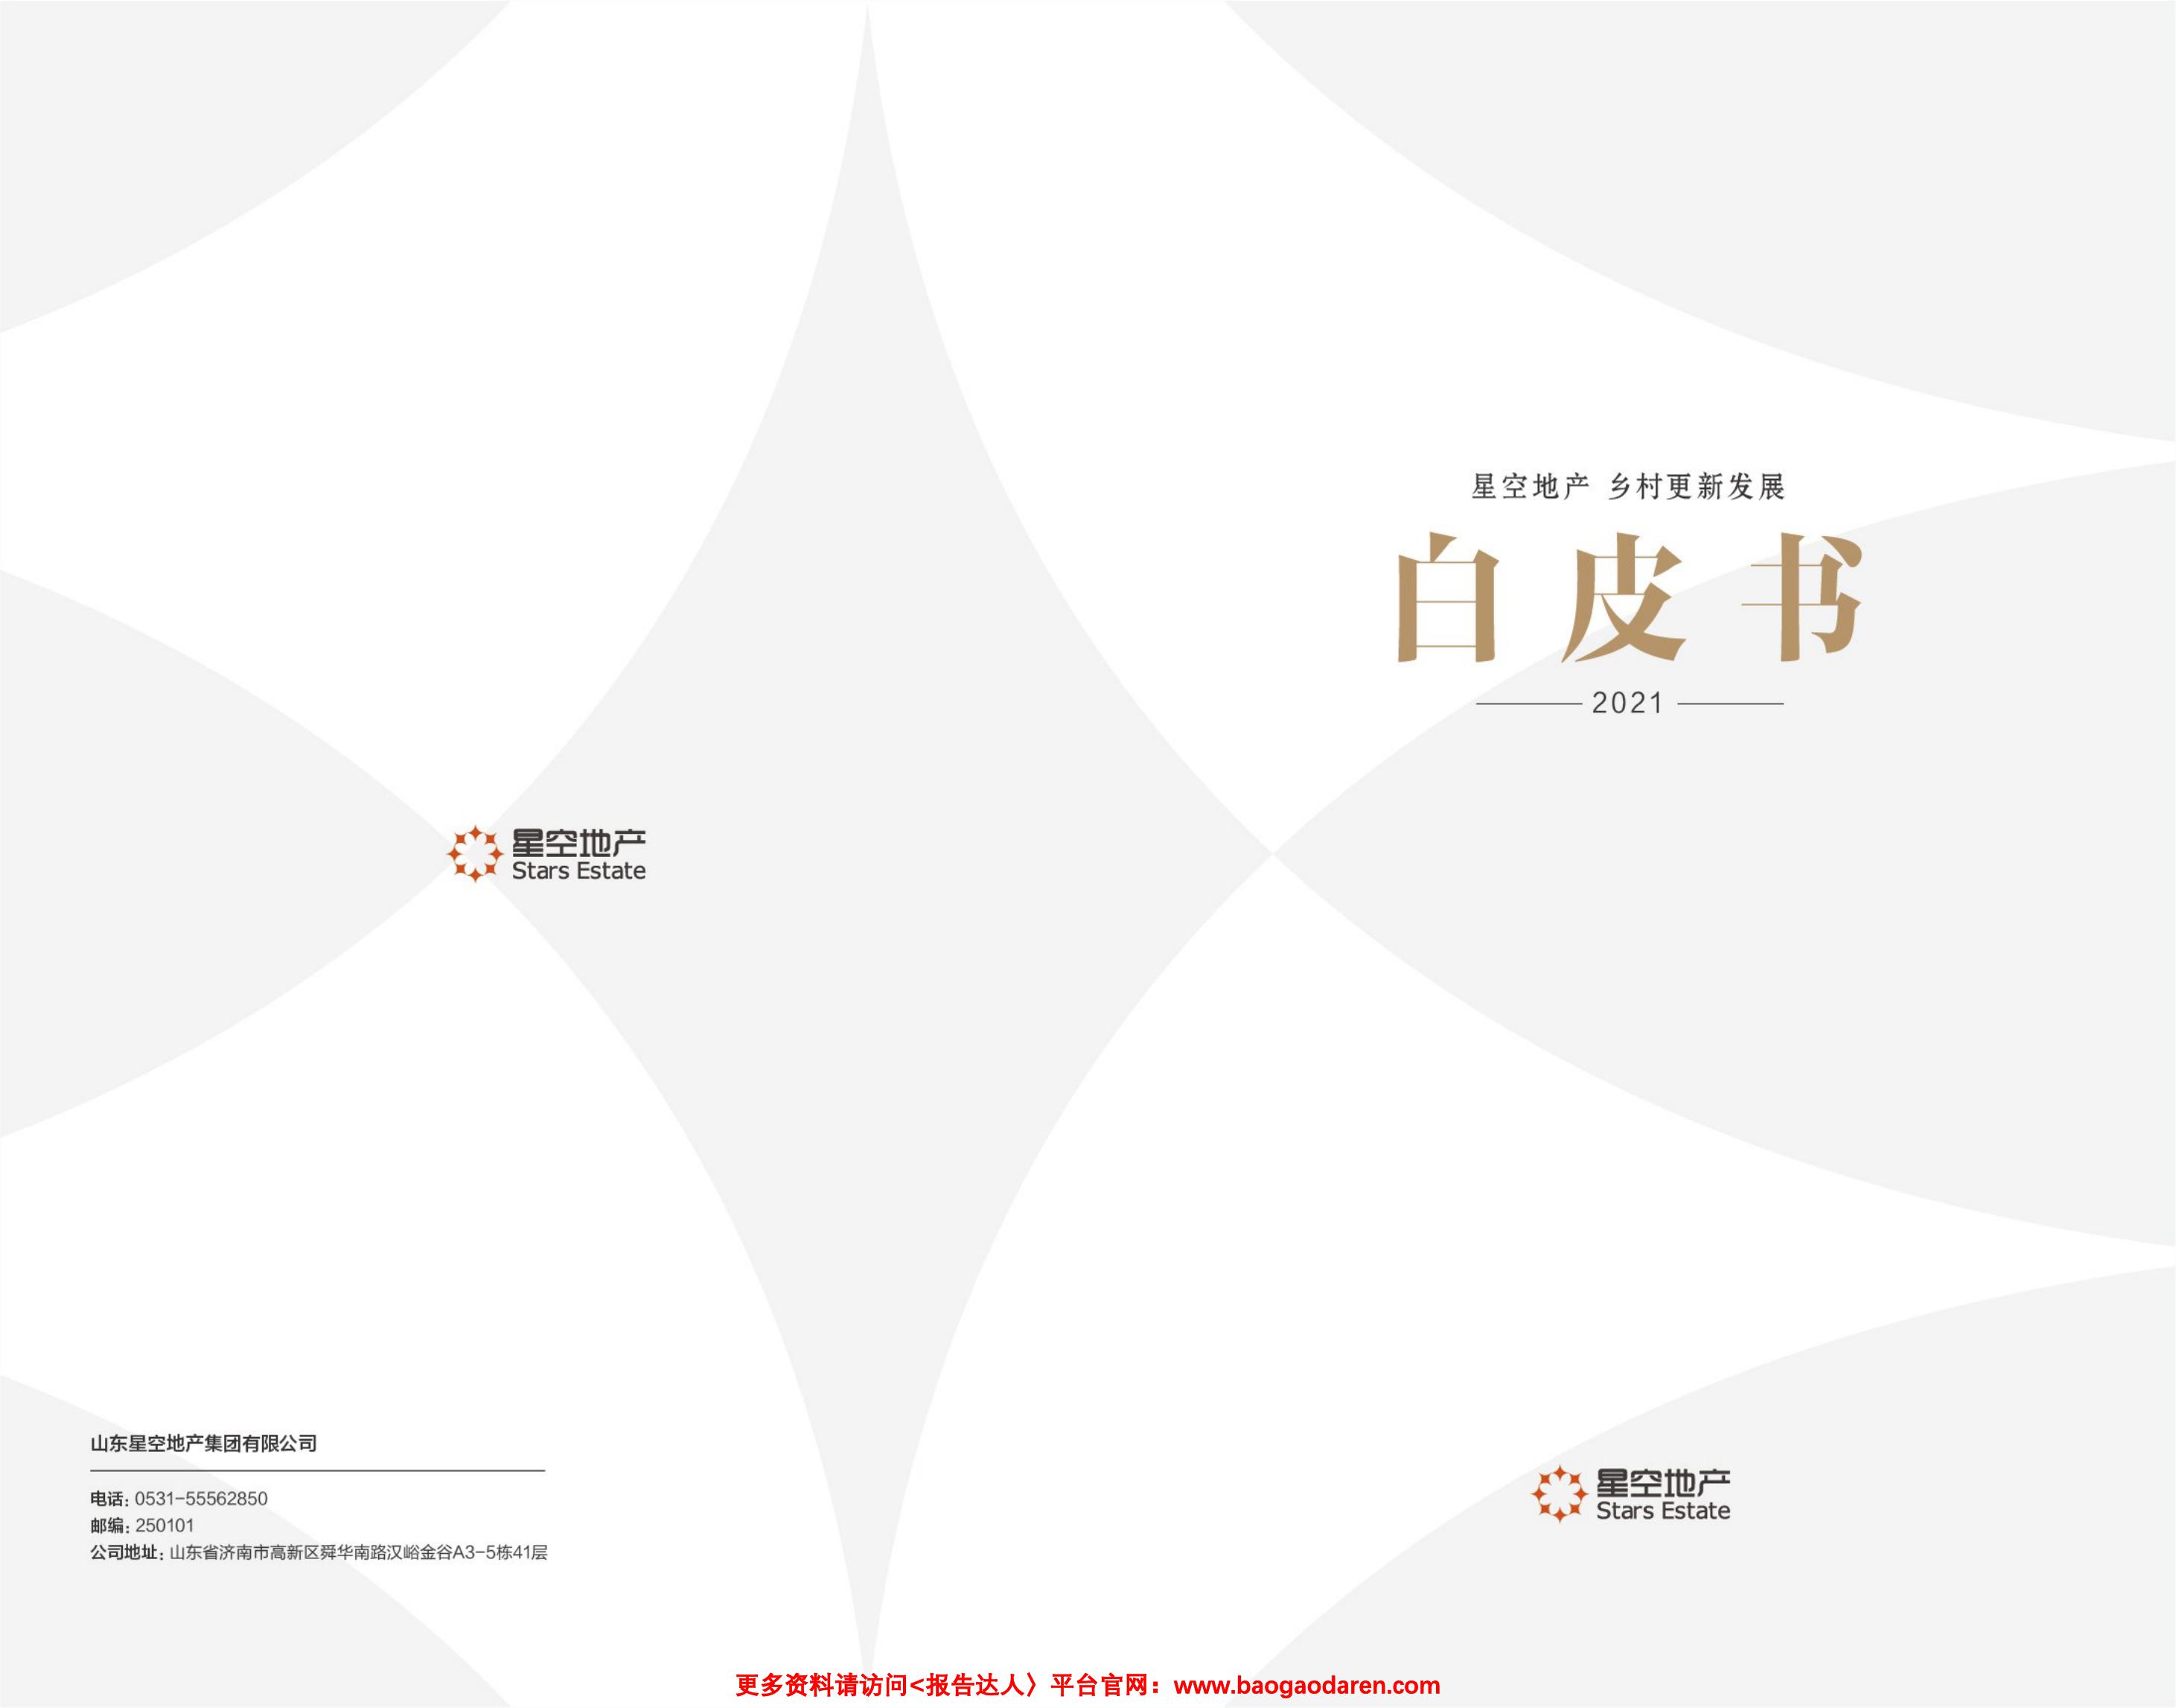 星空地产 乡村更新发展
白皮书
2021
星空地产
Stars Estate
山东星空地产集团有限公司
电话: 0531-55562850
邮编: 250101
公司地址: 山东省济南市高新区舜华南路汉峪金谷A3-5栋41层
星空地产
Stars Estate
更多资料请访问<报告达人〉平台官网：www.baogaodaren.com